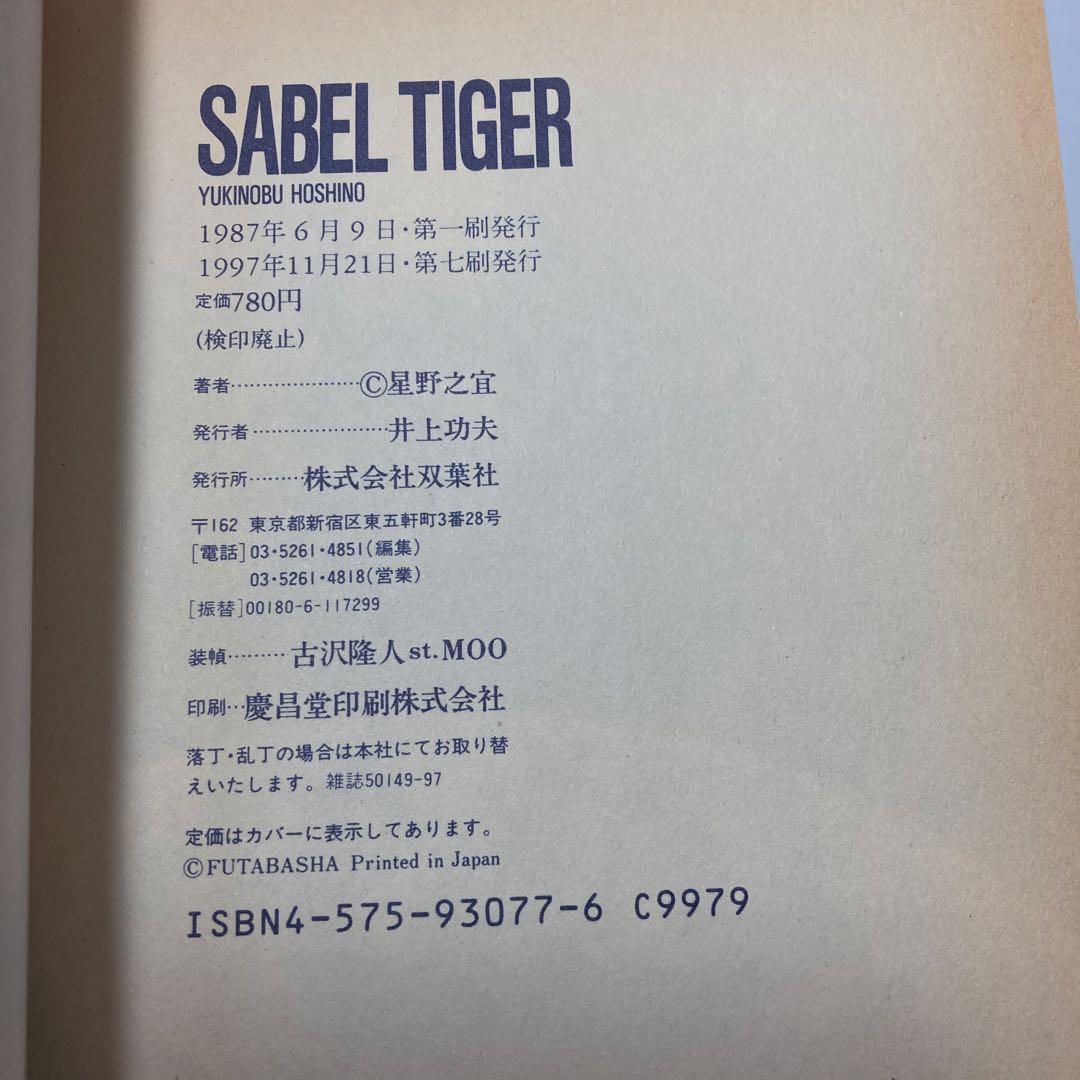 SABEL TIGER
YUKINOBU HOSHINO
1987年6月9日・第一刷発行
1997年11月21日・第七刷発行
定価780円
(検印廃止)
著者…………………Ⓒ星野之宜
発行者…………………井上功夫
発行所………株式会社双葉社
〒162 東京都新宿区東五軒町3番28号
[電話]03・5261・4851(編集)
03・5261・4818(営業)
[振替]00180-6-117299
装幀………古沢隆人st.MOO
印刷…慶昌堂印刷株式会社
落丁・乱丁の場合は本社にてお取り替
えいたします。雑誌50149-97
定価はカバーに表示してあります。
ⒸFUTABASHA Printed in Japan
ISBN4-575-93077-6 C9979